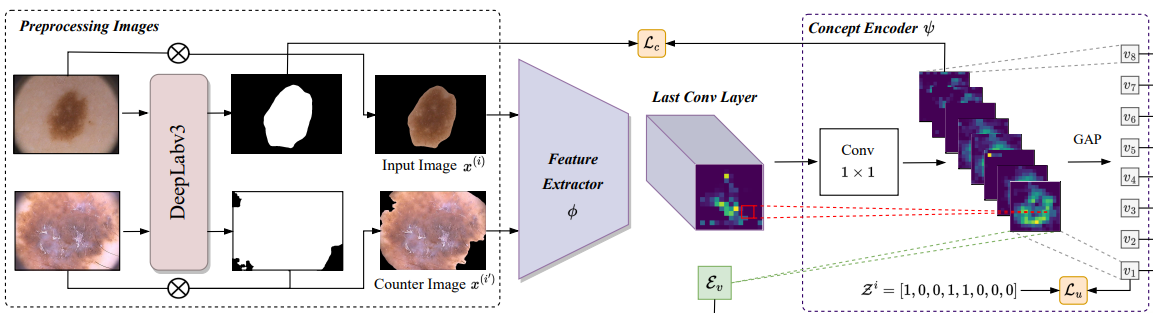 Preprocessing Images
DeepLabv3
Input Image x^{(i)}
Counter Image x^{(i')}
Feature
Extractor
ϕ
ℒ_c
Last Conv Layer
ℰ_v
Concept Encoder ψ
Conv
1 × 1
GAP
v_8
v_7
v_6
v_5
v_4
v_3
v_2
v_1
𝒵^i = [1,0,0,1,1,0,0,0]
ℒ_u